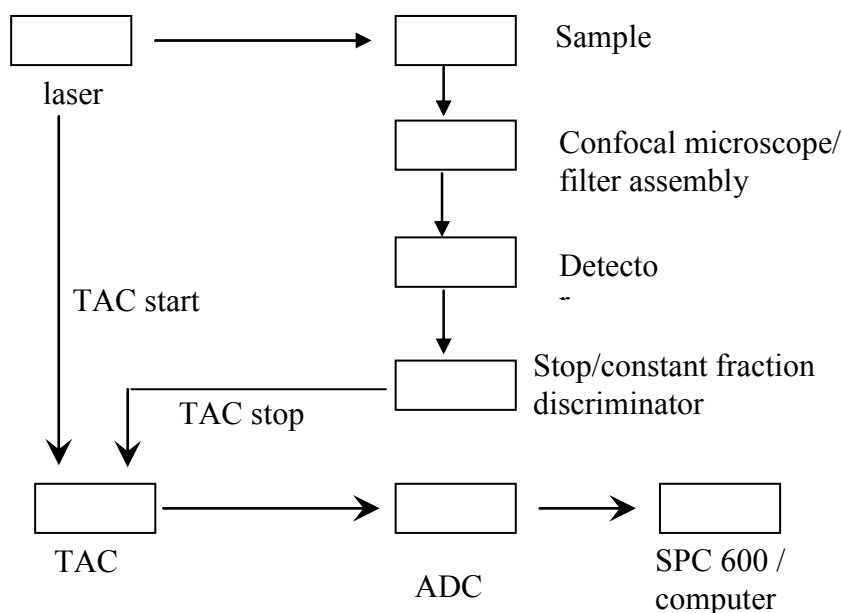 Sample
laser
Confocal microscope/
filter assembly
Detecto
TAC start
Stop/constant fraction
discriminator
TAC stop
TAC
ADC
SPC 600 /
computer